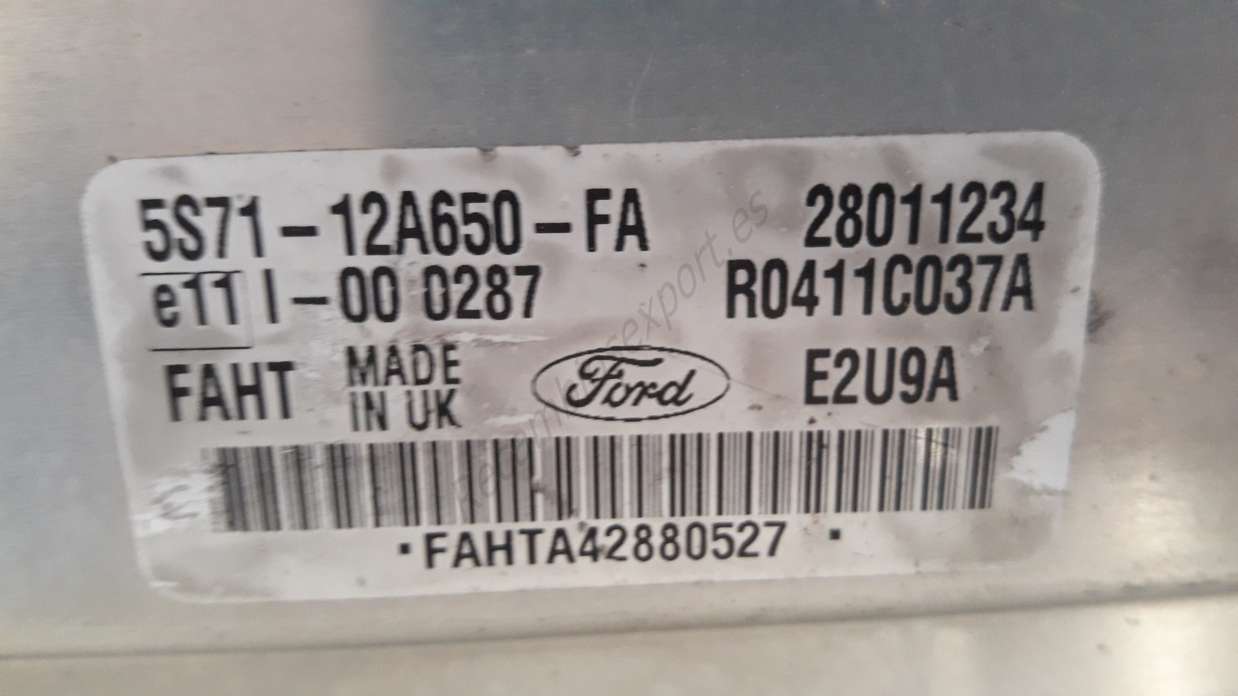 5S71-12A650-FA 28011234
e11 I-00 0287 R0411C037A
FAHT MADE IN UK Ford E2U9A
•FAHTA42880527 •